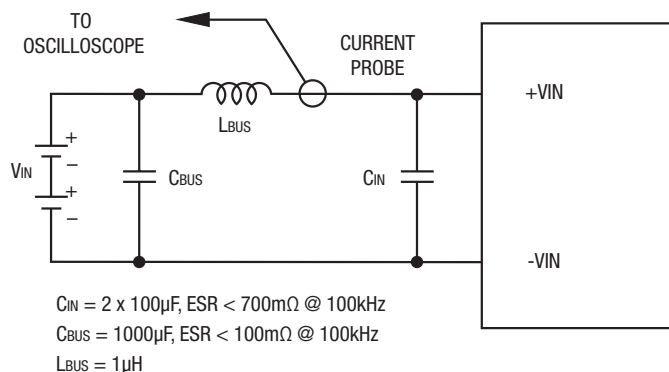 TO
OSCILLOSCOPE
CURRENT
PROBE
+VIN
LBUS
VIN
+
−
+
−
CBUS
CIN
-VIN
CIN = 2 x 100µF, ESR < 700mΩ @ 100kHz
CBUS = 1000µF, ESR < 100mΩ @ 100kHz
LBUS = 1µH